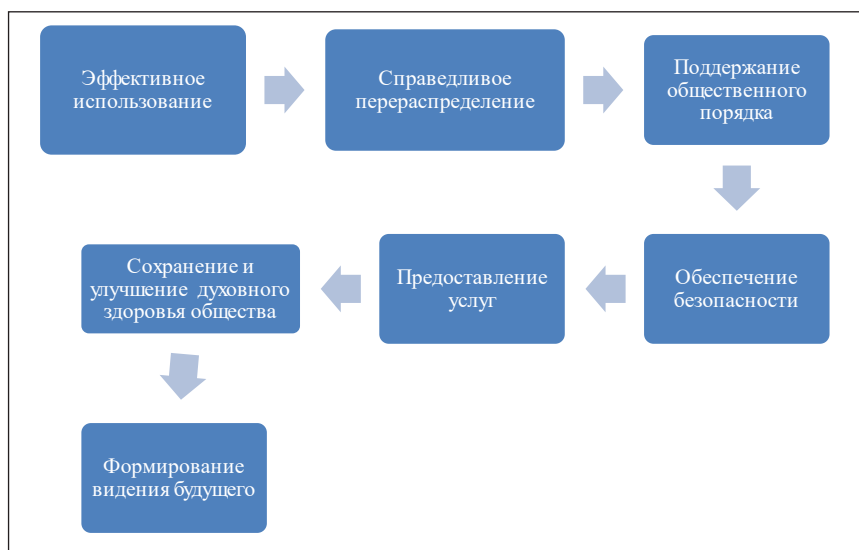 Эффективное
использование
Справедливое
перераспределение
Поддержание
общественного
порядка
Обеспечение
безопасности
Предоставление
услуг
Сохранение и
улучшение духовного
здоровья общества
Формирование
видения будущего